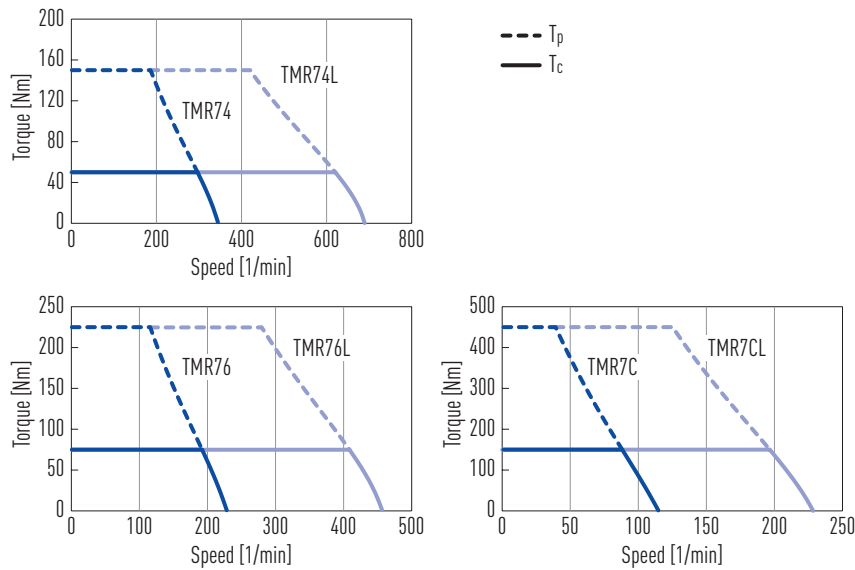 200
160
120
80
40
0
Torque [Nm]
TMR74L
TMR74
0 200 400 600 800
Speed [1/min]
Tp
Tc
250
200
150
100
50
0
Torque [Nm]
TMR76
TMR76L
0 100 200 300 400 500
Speed [1/min]
500
400
300
200
100
0
Torque [Nm]
TMR7C
TMR7CL
0 50 100 150 200 250
Speed [1/min]